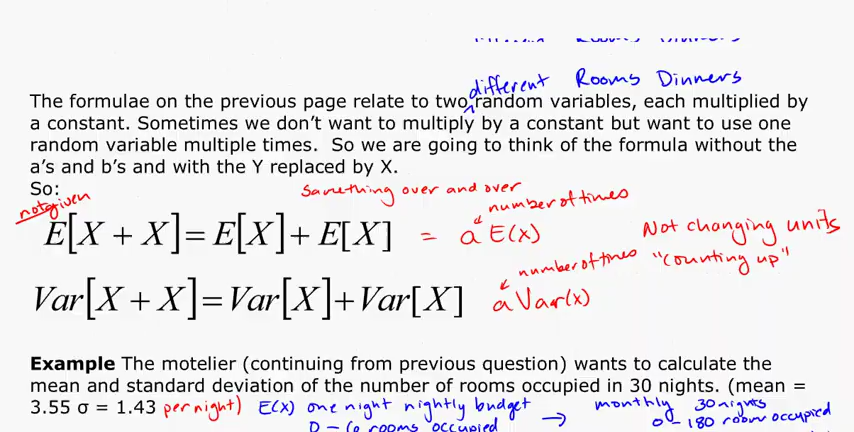 different Rooms Dinners
The formulae on the previous page relate to two random variables, each multiplied by
a constant. Sometimes we don't want to multiply by a constant but want to use one
random variable multiple times. So we are going to think of the formula without the
a's and b's and with the Y replaced by X.
So:
not given
Samething over and over
number of times
E[X + X] = E[X] + E[X] = a E(x)
Not changing units
"counting up"
number of times
Var[X + X] = Var[X] + Var[X] a Var(x)
Example The motelier (continuing from previous question) wants to calculate the
mean and standard deviation of the number of rooms occupied in 30 nights. (mean =
3.55 σ = 1.43 per night) E(x) one night nightly budget → monthly 30 nights
0 - 6 rooms occupied 0 - 180 room occupied